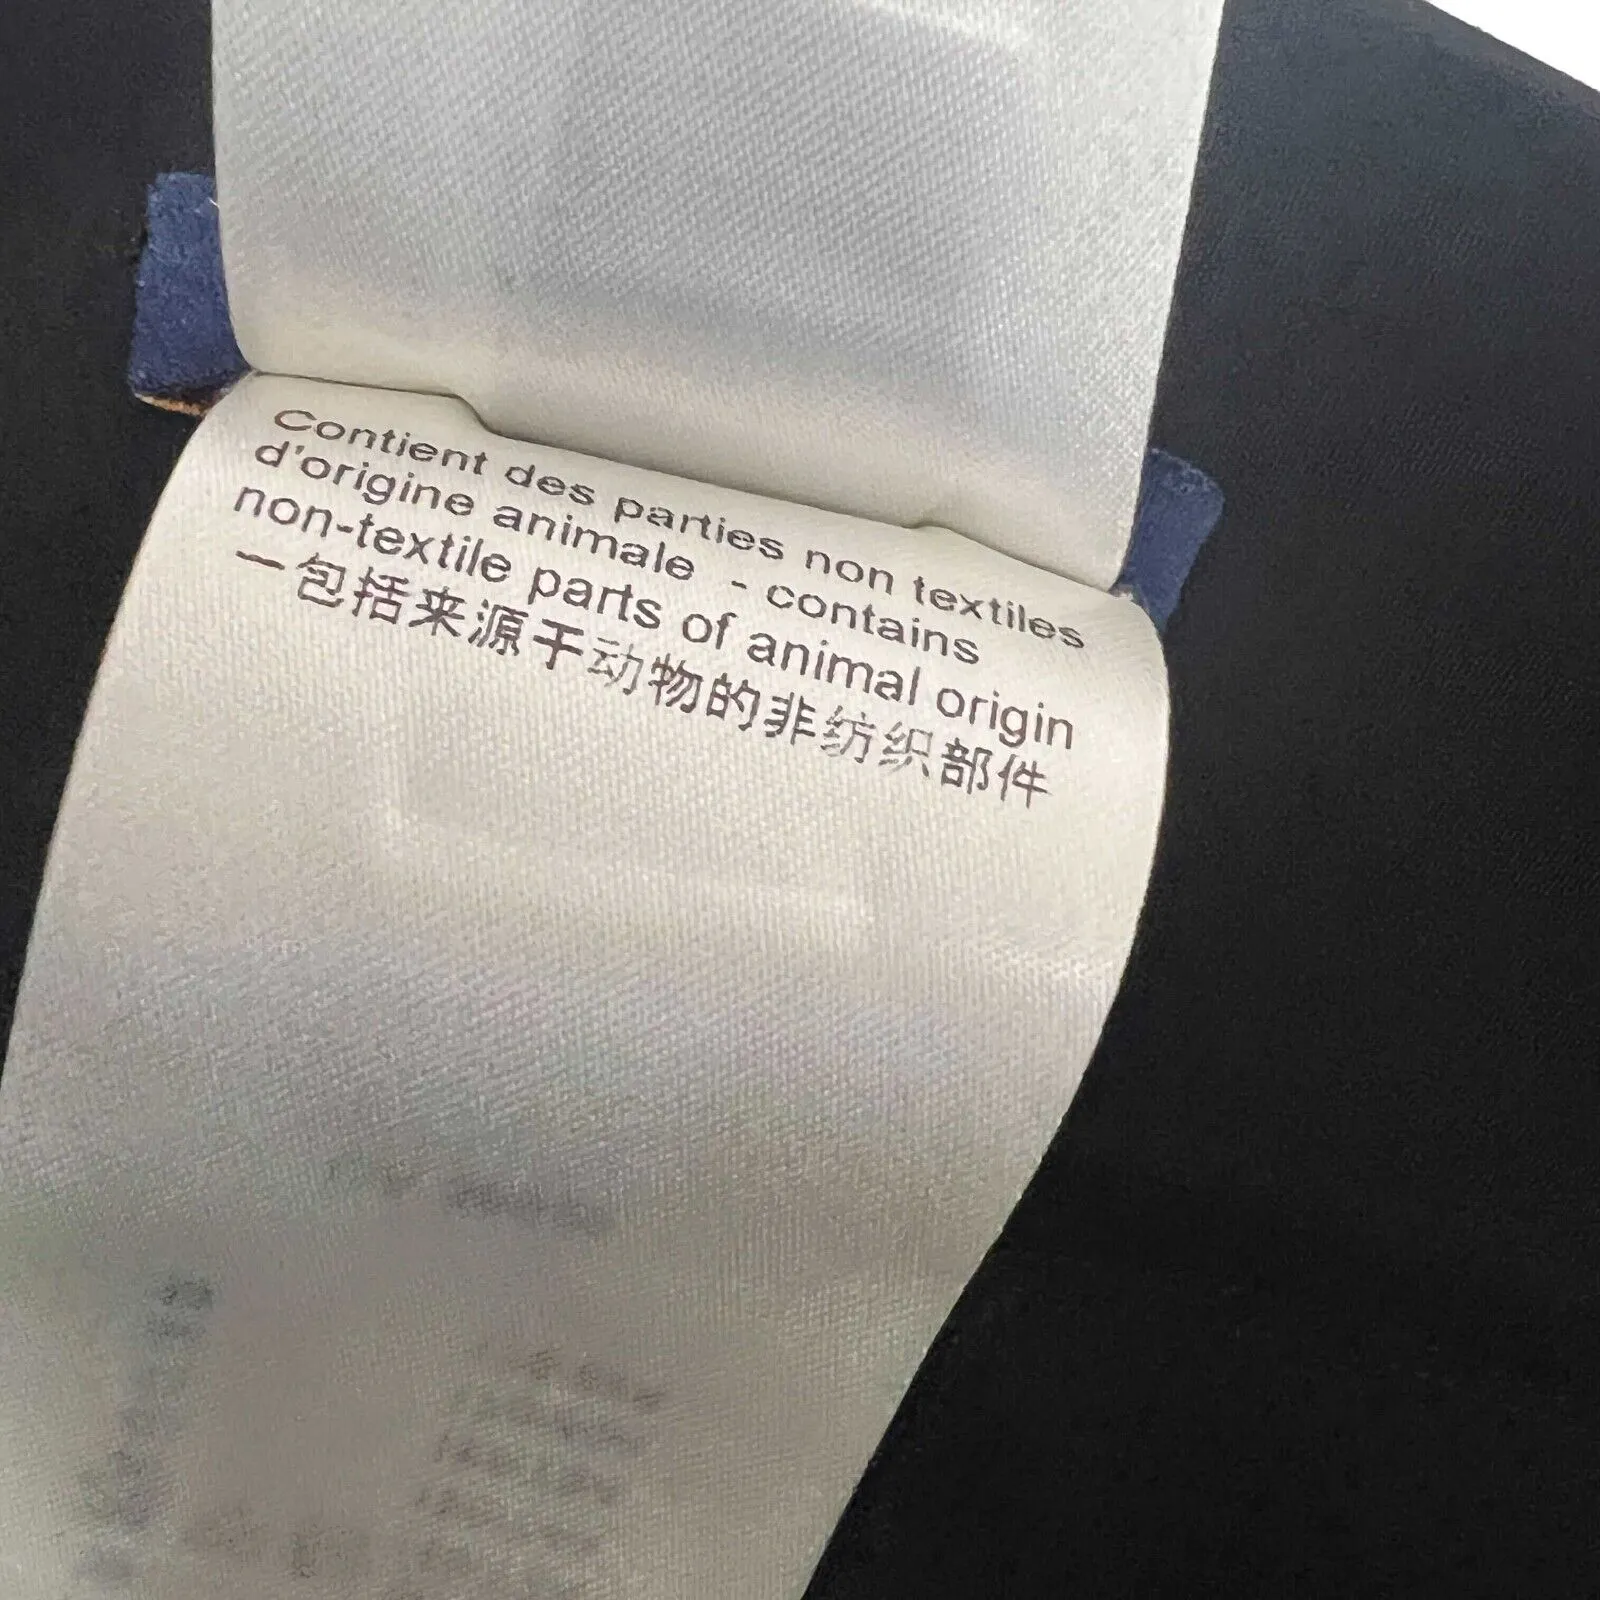 Contient des parties non textiles
d'origine animale - contains
non-textile parts of animal origin
一包括来源于动物的非纺织部件